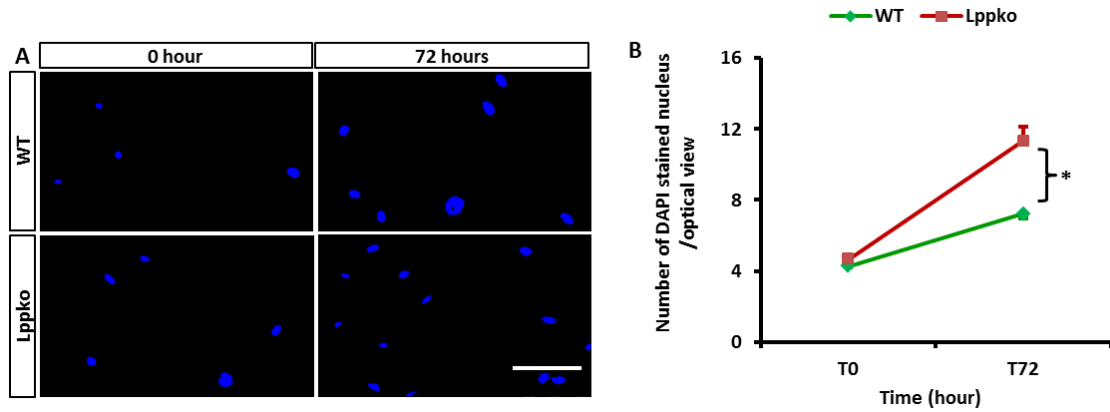 A
0 hour
72 hours
WT
Lppko
B
WT
Lppko
Number of DAPI stained nucleus
/optical view
16
12
8
4
0
*
T0
T72
Time (hour)